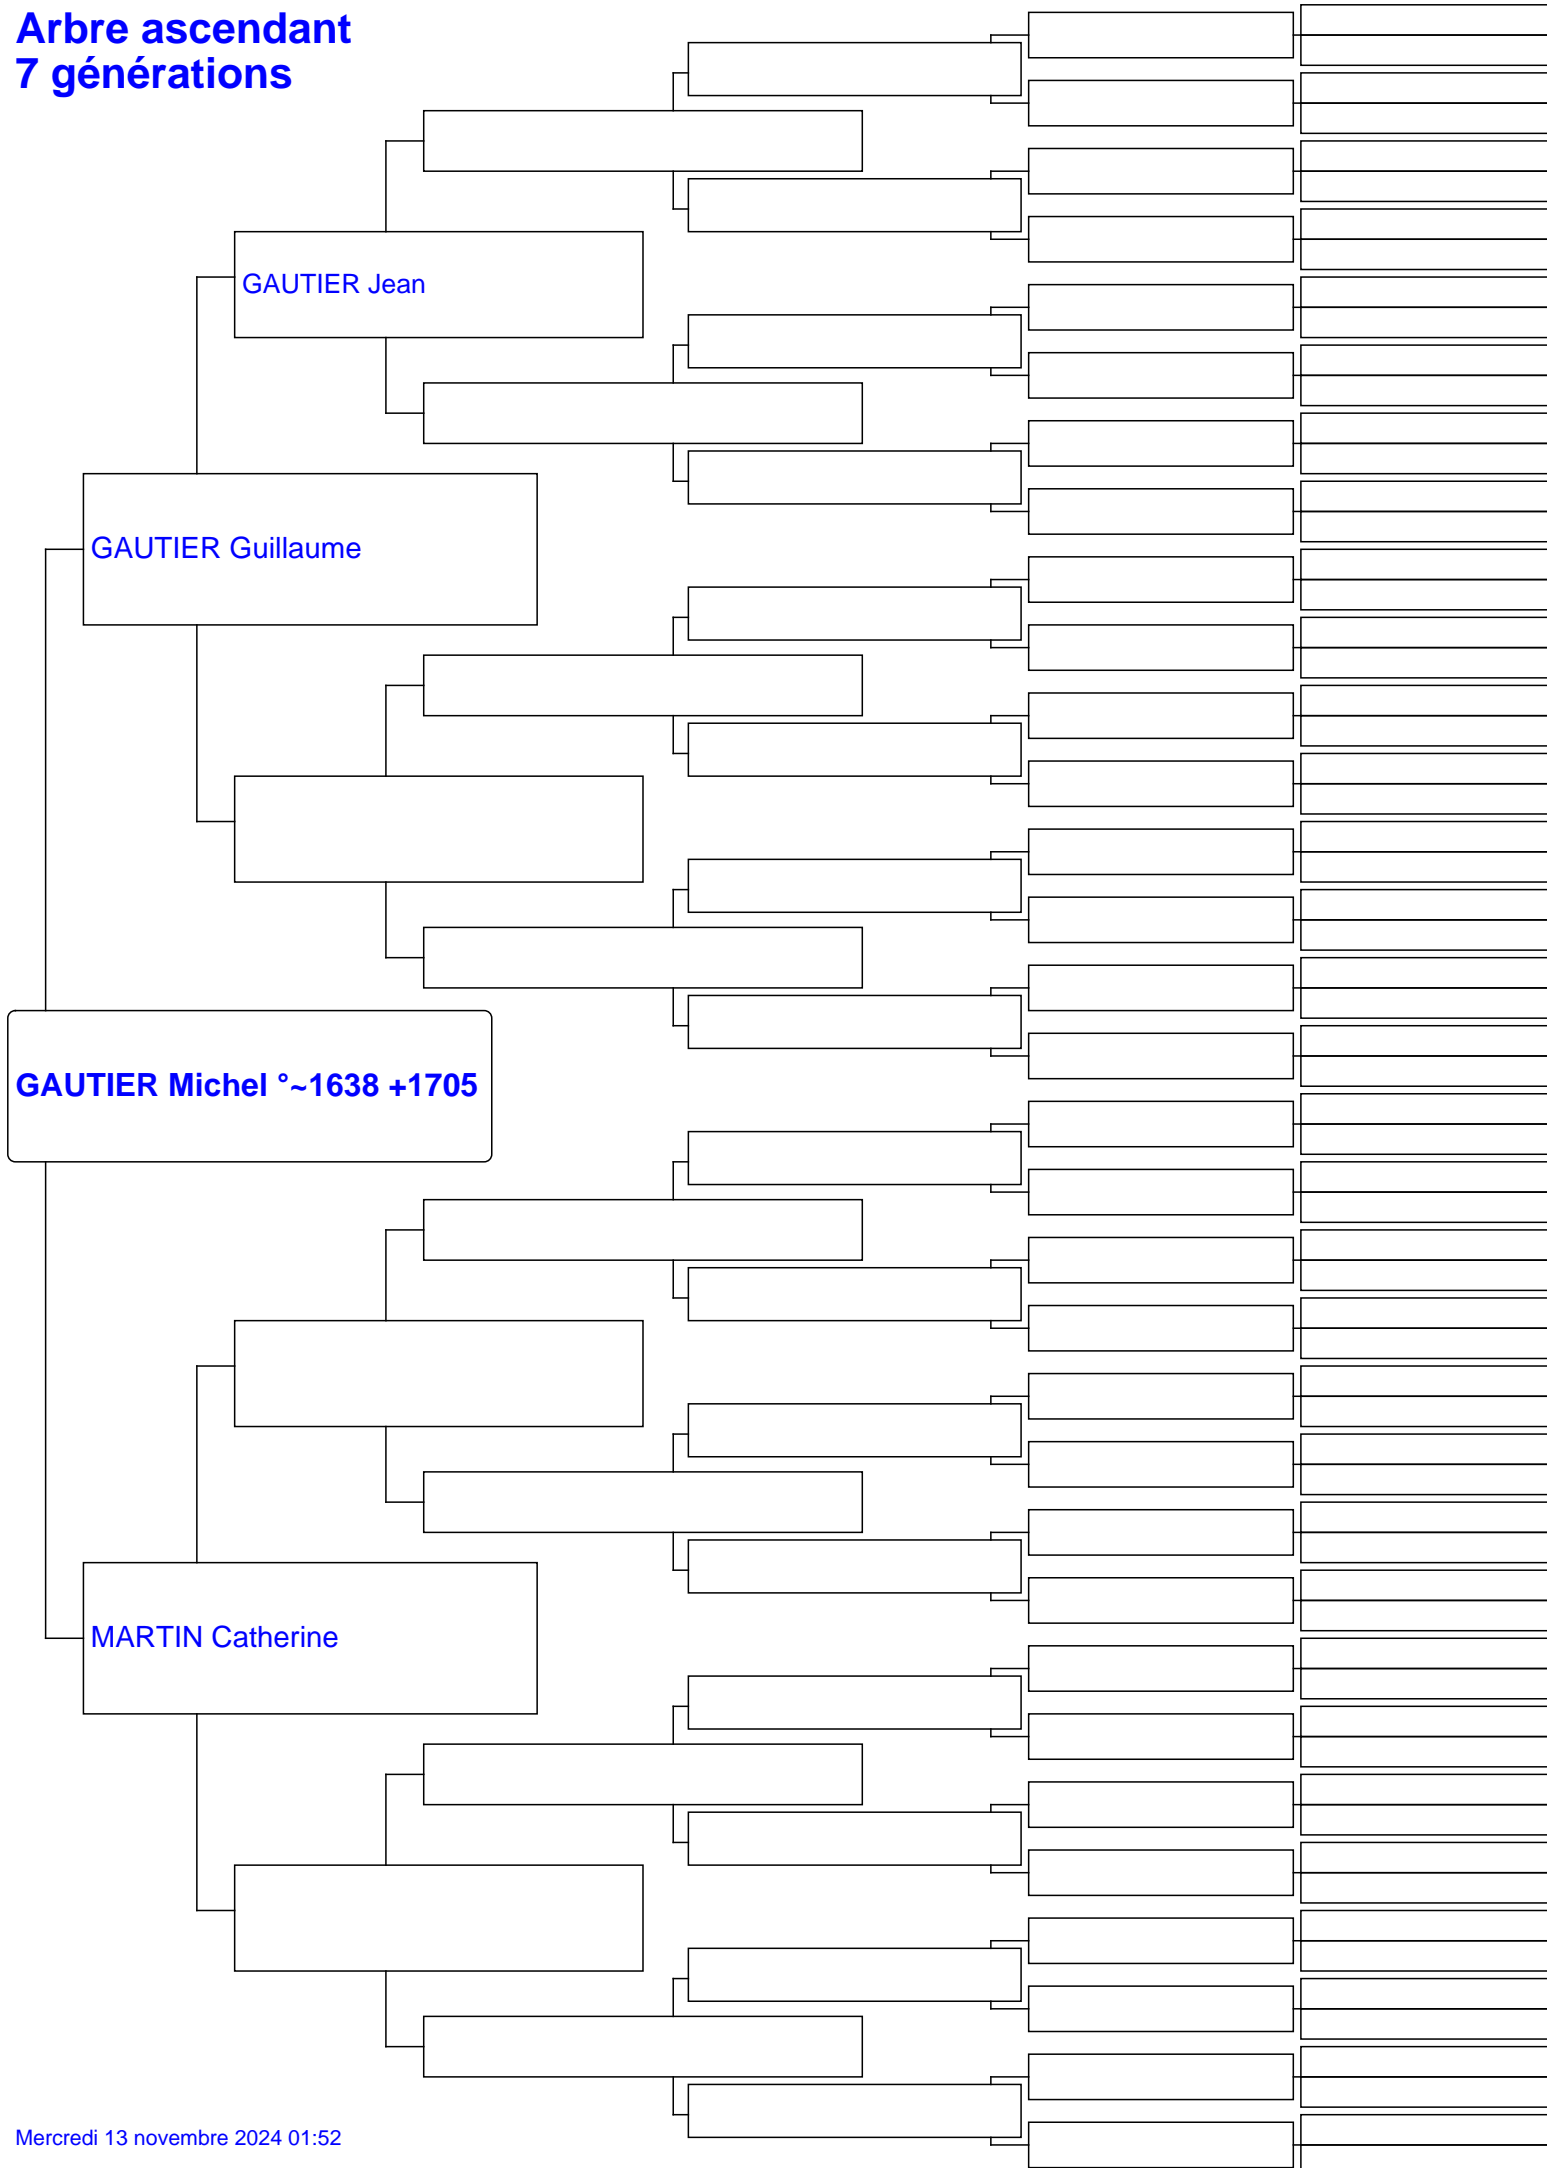 Arbre ascendant
7 générations
GAUTIER Jean
GAUTIER Guillaume
GAUTIER Michel °~1638 +1705
MARTIN Catherine
Mercredi 13 novembre 2024 01:52